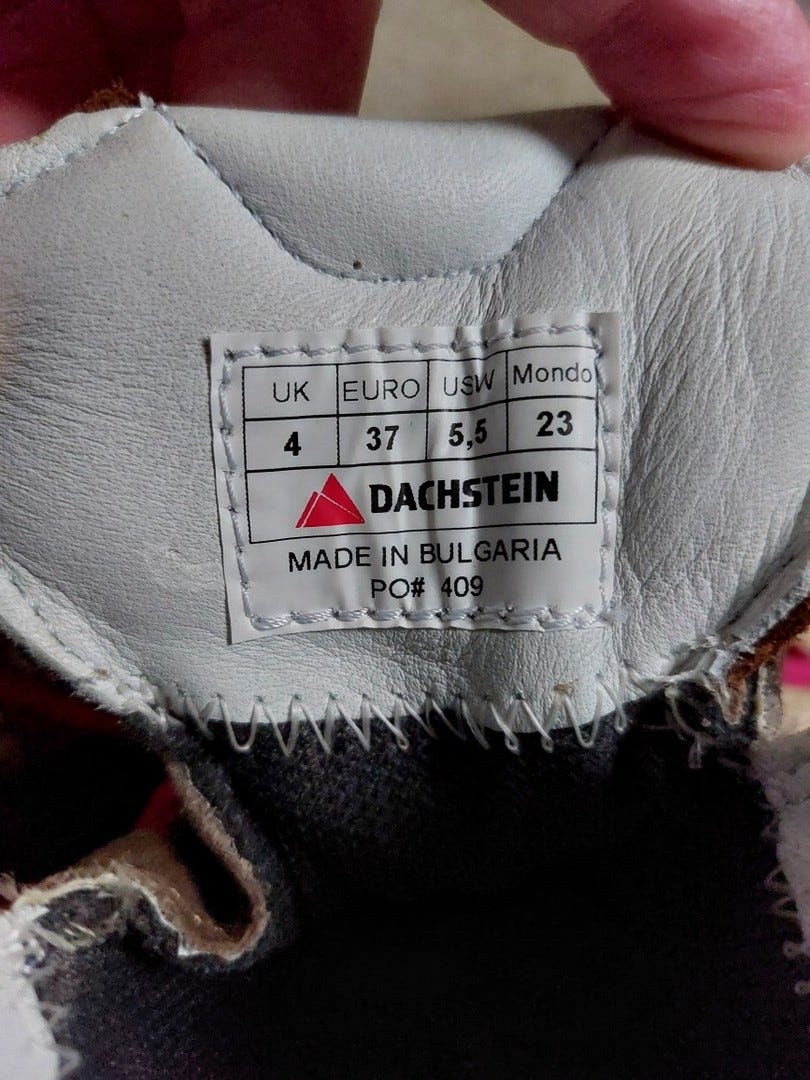 UK EURO USW Mondo
4 37 5,5 23
DACHSTEIN
MADE IN BULGARIA
PO# 409